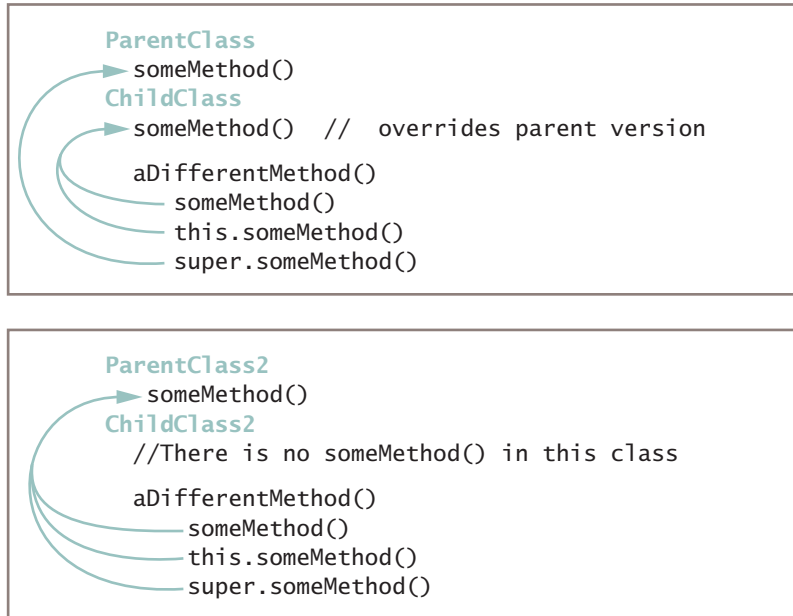 ParentClass
someMethod()
ChildClass
someMethod() // overrides parent version
aDifferentMethod()
someMethod()
this.someMethod()
super.someMethod()
ParentClass2
someMethod()
ChildClass2
//There is no someMethod() in this class
aDifferentMethod()
someMethod()
this.someMethod()
super.someMethod()